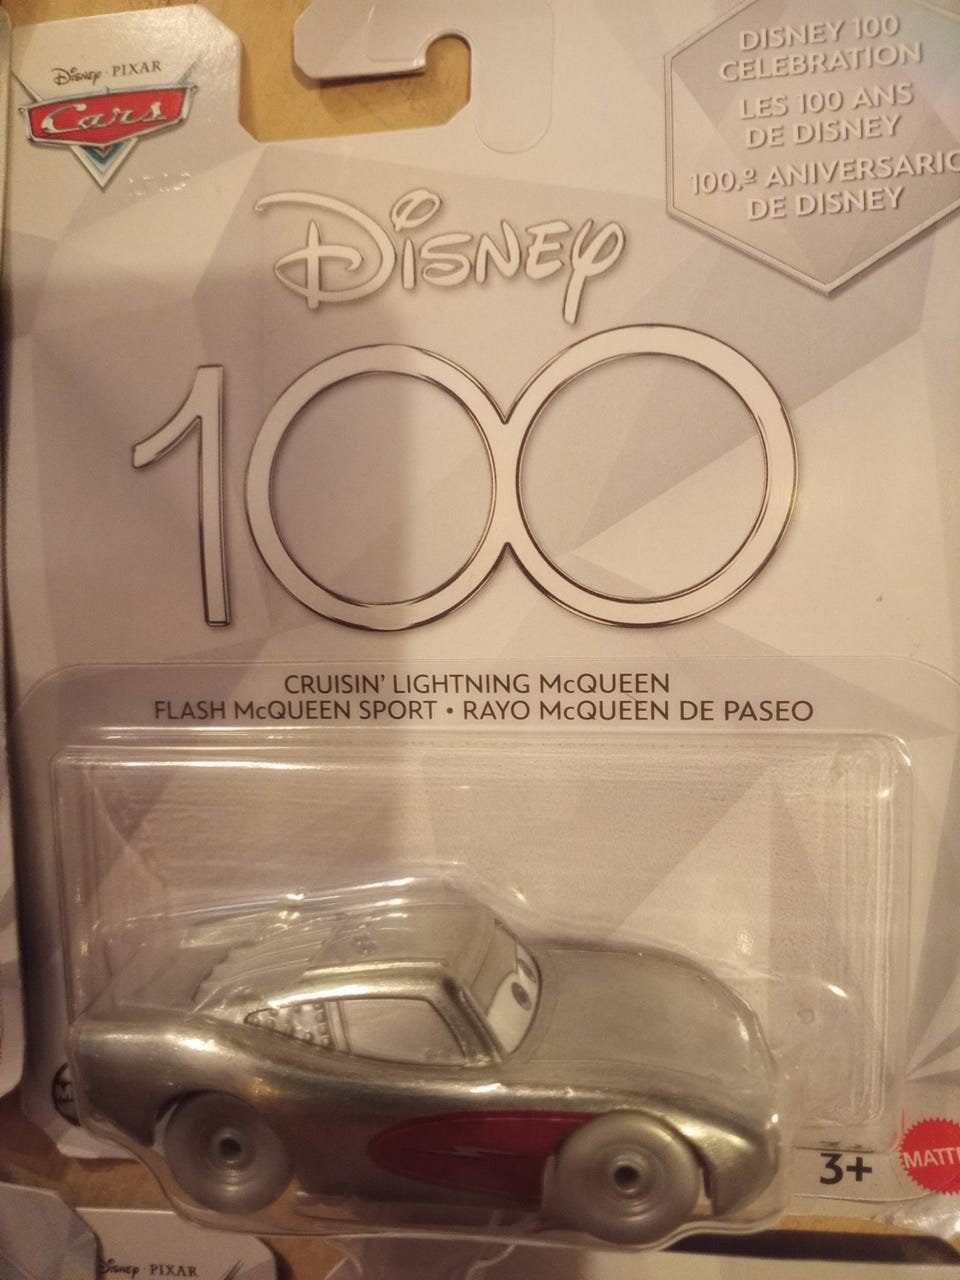 Disney · PIXAR
Cars
DISNEY 100
CELEBRATION
LES 100 ANS
DE DISNEY
100.º ANIVERSARIO
DE DISNEY
Disney
100
CRUISIN' LIGHTNING McQUEEN
FLASH McQUEEN SPORT • RAYO McQUEEN DE PASEO
3+
MATTE
Disney · PIXAR